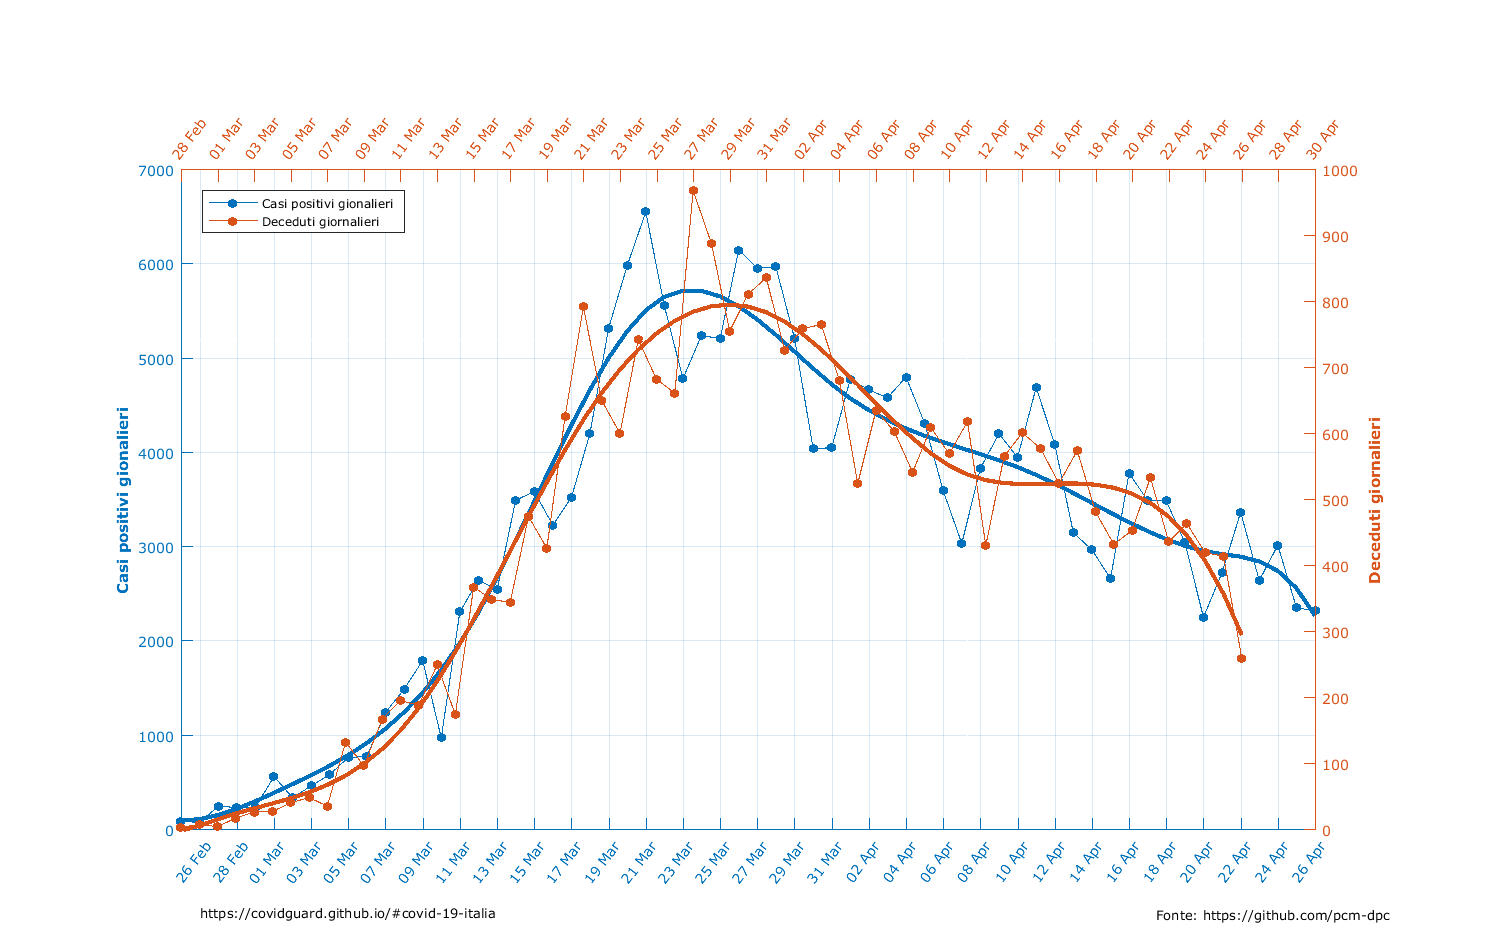 28 Feb 01 Mar 03 Mar 05 Mar 07 Mar 09 Mar 11 Mar 13 Mar 15 Mar 17 Mar 19 Mar 21 Mar 23 Mar 25 Mar 27 Mar 29 Mar 31 Mar 02 Apr 04 Apr 06 Apr 08 Apr 10 Apr 12 Apr 14 Apr 16 Apr 18 Apr 20 Apr 22 Apr 24 Apr 26 Apr 28 Apr 30 Apr
7000
6000
5000
4000
3000
2000
1000
0
Casi positivi gionalieri
Casi positivi gionalieri
Deceduti giornalieri
1000
900
800
700
600
500
400
300
200
100
0
Deceduti giornalieri
26 Feb 28 Feb 01 Mar 03 Mar 05 Mar 07 Mar 09 Mar 11 Mar 13 Mar 15 Mar 17 Mar 19 Mar 21 Mar 23 Mar 25 Mar 27 Mar 29 Mar 31 Mar 02 Apr 04 Apr 06 Apr 08 Apr 10 Apr 12 Apr 14 Apr 16 Apr 18 Apr 20 Apr 22 Apr 24 Apr 26 Apr
https://covidguard.github.io/#covid-19-italia
Fonte: https://github.com/pcm-dpc